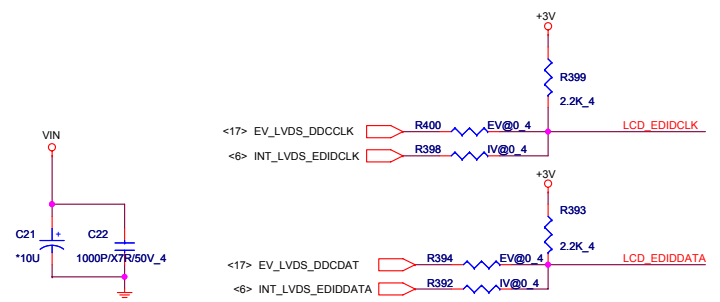 +3V
R399
2.2K_4
<17> EV_LVDS_DDCCLK R400 EV@0_4 LCD_EDIDCLK
<6> INT_LVDS_EDIDCLK R398 IV@0_4
VIN
+3V
R393
2.2K_4
C21 + C22
*10U 1000P/X7R/50V_4
<17> EV_LVDS_DDCDAT R394 EV@0_4 LCD_EDIDDATA
<6> INT_LVDS_EDIDDATA R392 IV@0_4